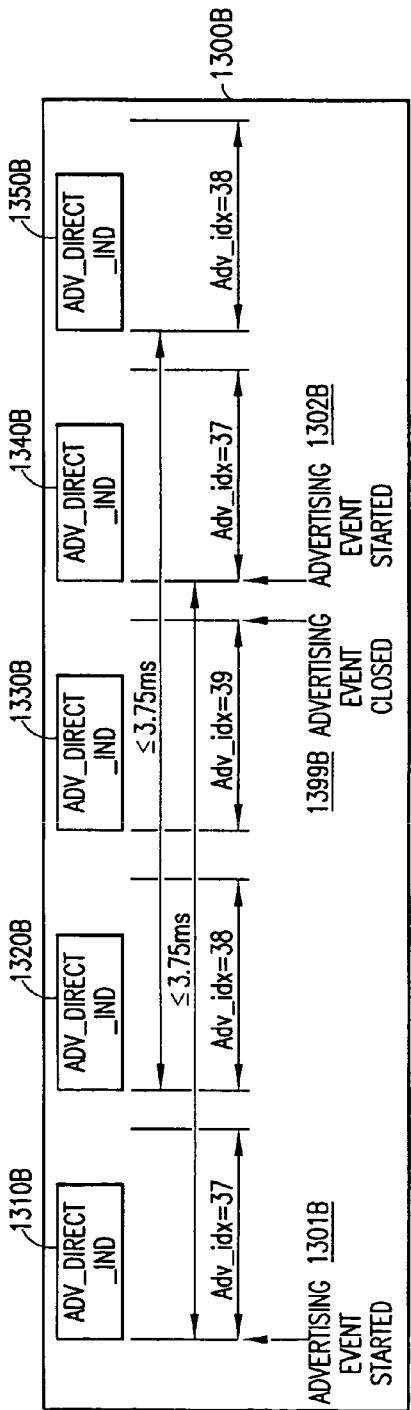 1300B
1310B
1320B
1330B
1340B
1350B
ADV_DIRECT
_IND
ADV_DIRECT
_IND
ADV_DIRECT
_IND
ADV_DIRECT
_IND
ADV_DIRECT
_IND
≤3.75ms
≤3.75ms
Adv_idx=37
Adv_idx=38
Adv_idx=39
Adv_idx=37
Adv_idx=38
ADVERTISING 1301B
EVENT
STARTED
1399B ADVERTISING
EVENT
CLOSED
ADVERTISING 1302B
EVENT
STARTED